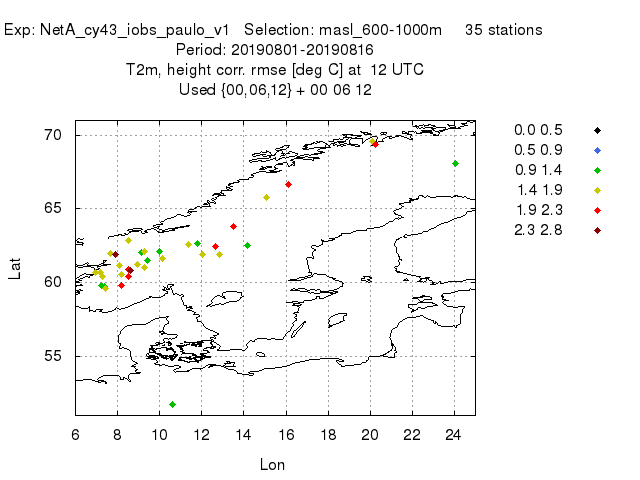 Exp: NetA_cy43_iobs_paulo_v1 Selection: masl_600-1000m 35 stations
Period: 20190801-20190816
T2m, height corr. rmse [deg C] at 12 UTC
Used {00,06,12} + 00 06 12
0.0 0.5
0.5 0.9
0.9 1.4
1.4 1.9
1.9 2.3
2.3 2.8
70
65
60
55
Lat
6 8 10 12 14 16 18 20 22 24
Lon